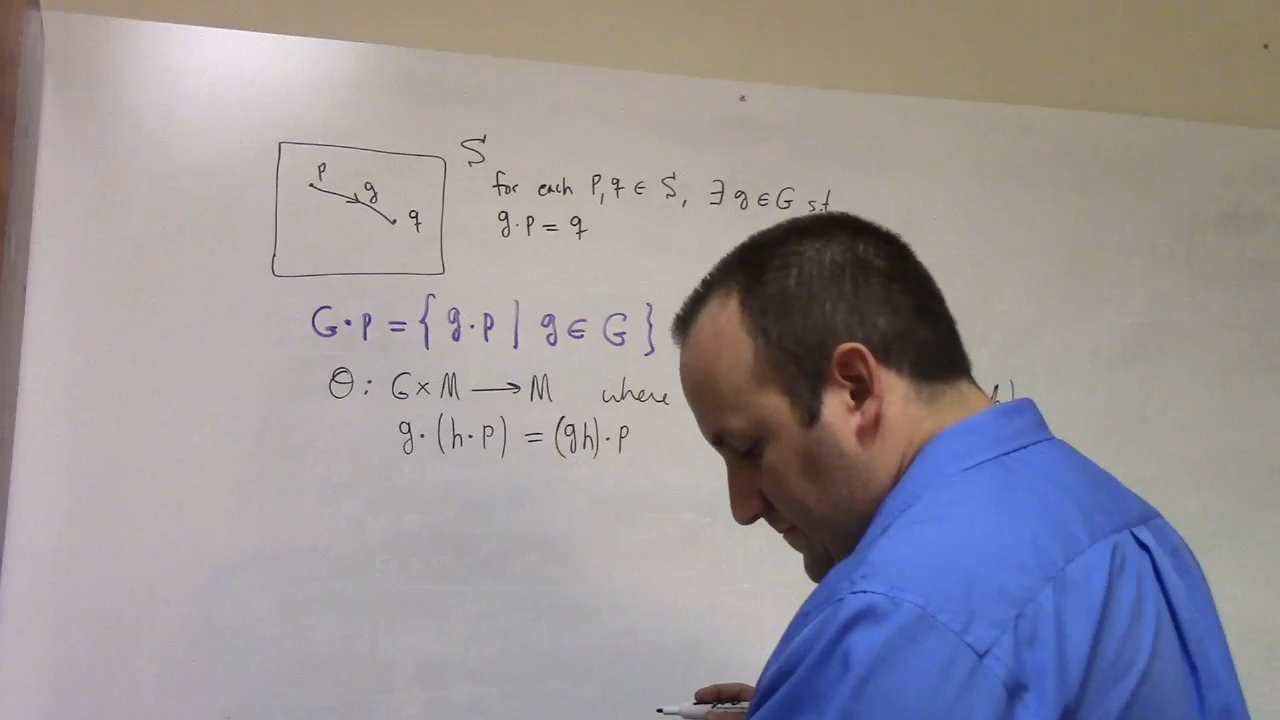 S
p g q
for each p, q ∈ S, ∃ g ∈ G s.t
g·p = q
G·p = { g·p | g ∈ G }
θ: G × M ⟶ M where
g·(h·p) = (gh)·p